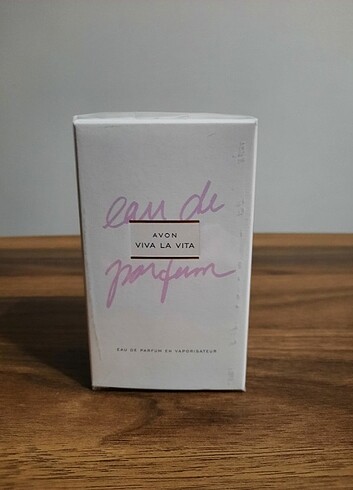 eau de
AVON
VIVA LA VITA
parfum
EAU DE PARFUM EN VAPORISATEUR